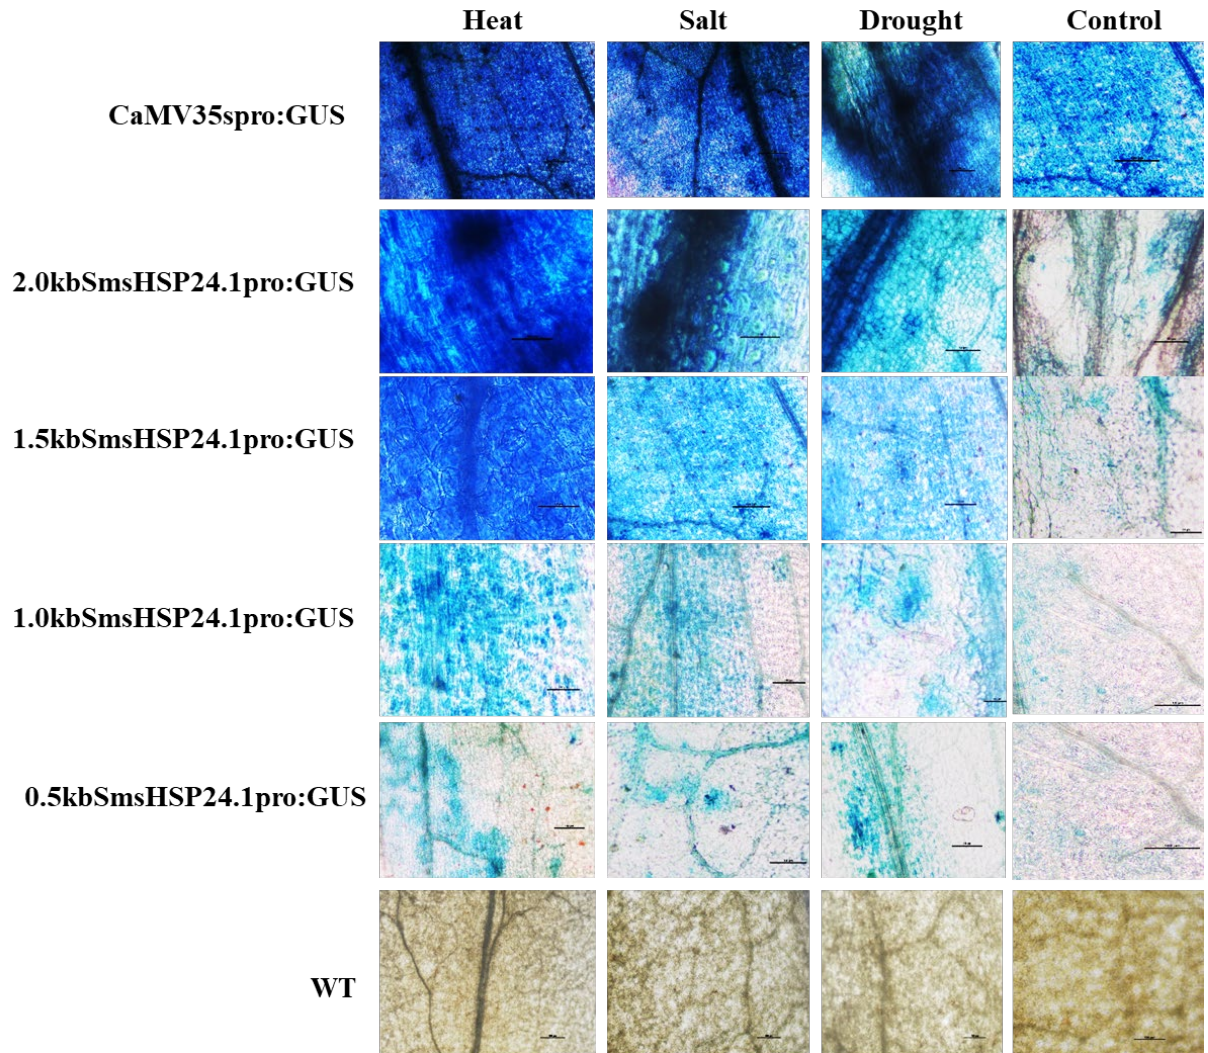 Heat Salt Drought Control
CaMV35spro:GUS
2.0kbSmsHSP24.1pro:GUS
1.5kbSmsHSP24.1pro:GUS
1.0kbSmsHSP24.1pro:GUS
0.5kbSmsHSP24.1pro:GUS
WT